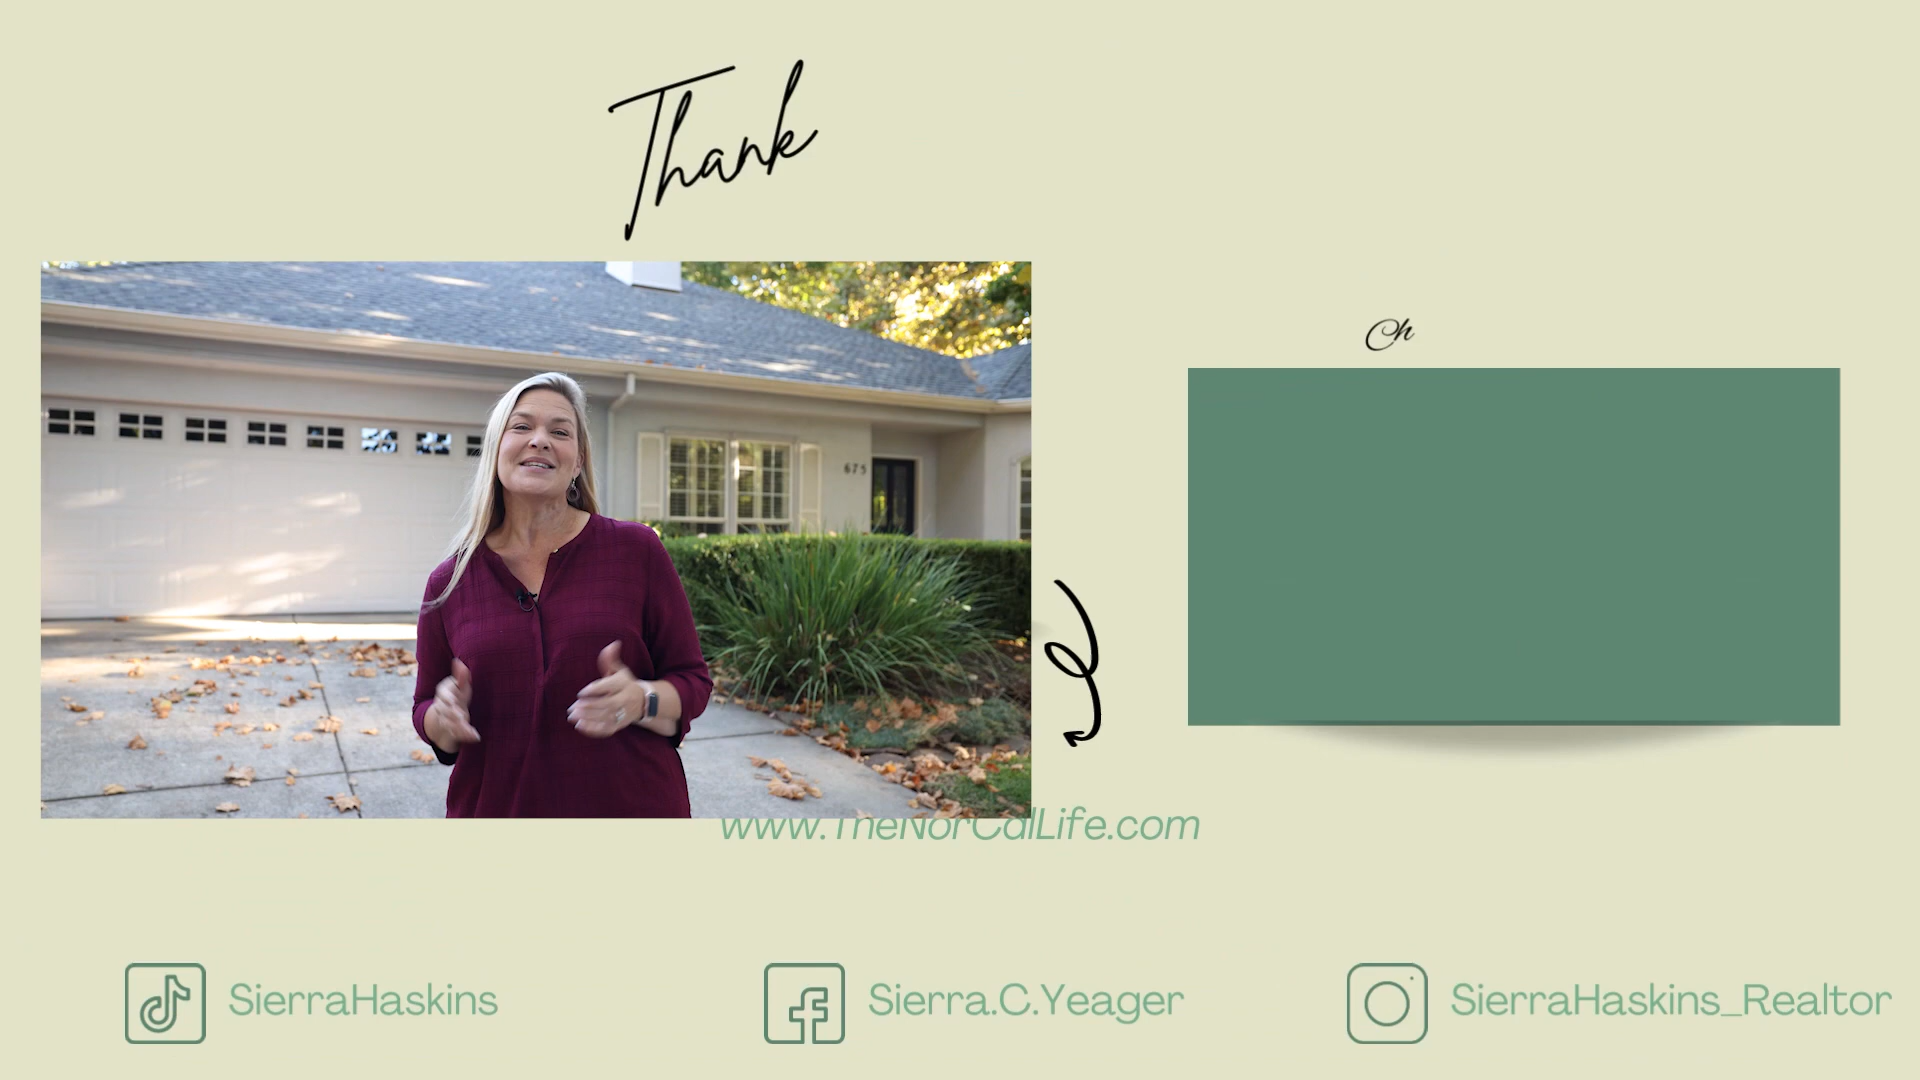 Thank
Ch
675
www.TheNorCalLife.com
SierraHaskins
Sierra.C.Yeager
SierraHaskins_Realtor